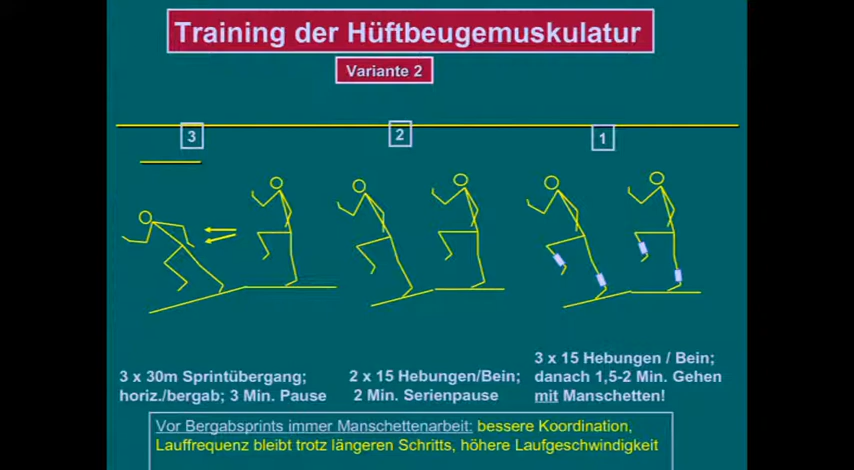 Training der Hüftbeugemuskulatur
Variante 2
3
2
1
3 x 30m Sprintübergang;
horiz./bergab; 3 Min. Pause
2 x 15 Hebungen/Bein;
2 Min. Serienpause
3 x 15 Hebungen / Bein;
danach 1,5-2 Min. Gehen
mit Manschetten!
Vor Bergabsprints immer Manschettenarbeit: bessere Koordination,
Lauffrequenz bleibt trotz längeren Schritts, höhere Laufgeschwindigkeit